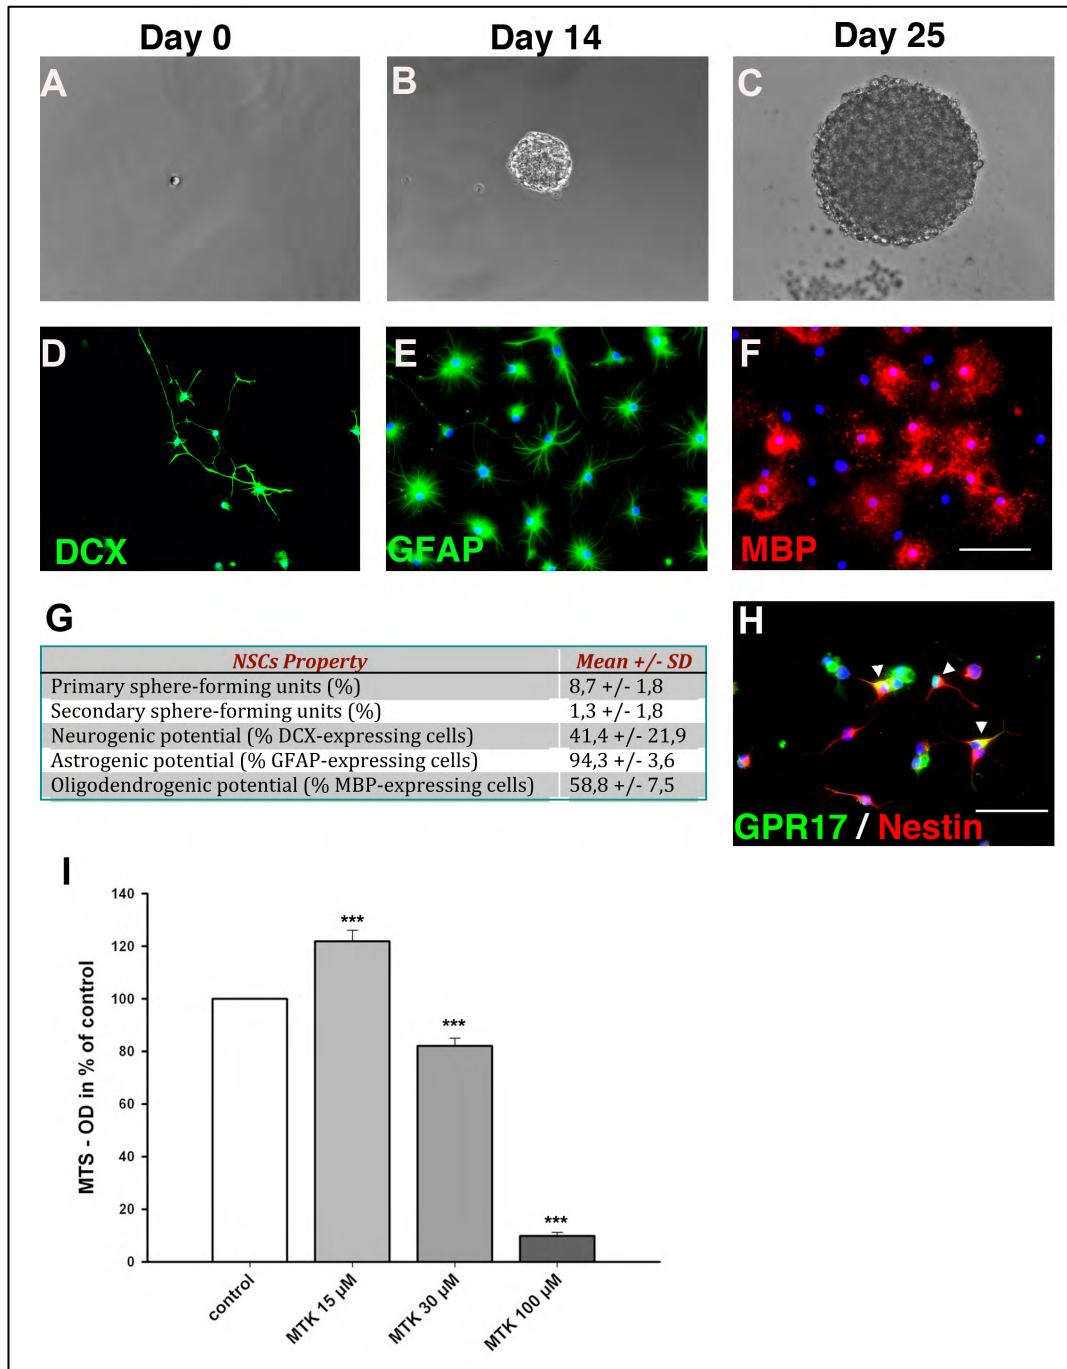 Day 0
Day 14
Day 25
A
B
C
D
E
F
DCX
GFAP
MBP
G
H
NSCs Property Mean +/- SD
Primary sphere-forming units (%) 8,7 +/- 1,8
Secondary sphere-forming units (%) 1,3 +/- 1,8
Neurogenic potential (% DCX-expressing cells) 41,4 +/- 21,9
Astrogenic potential (% GFAP-expressing cells) 94,3 +/- 3,6
Oligodendrogenic potential (% MBP-expressing cells) 58,8 +/- 7,5
GPR17 / Nestin
I
MTS - OD in % of control
140
120
100
80
60
40
20
0
***
***
***
control
MTK 15 µM
MTK 30 µM
MTK 100 µM